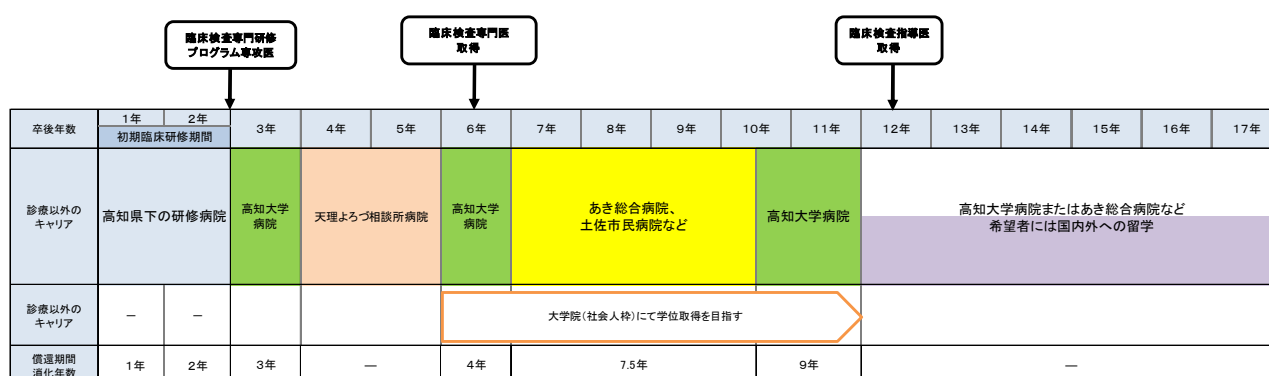 臨床検査専門研修
プログラム専攻医
臨床検査専門医
取得
臨床検査指導医
取得
卒後年数
1年
2年
初期臨床研修期間
3年
4年
5年
6年
7年
8年
9年
10年
11年
12年
13年
14年
15年
16年
17年
診療以外の
キャリア
高知県下の研修病院
高知大学
病院
天理よろづ相談所病院
高知大学
病院
あき総合病院、
土佐市民病院など
高知大学病院
高知大学病院またはあき総合病院など
希望者には国内外への留学
診療以外の
キャリア
－
－
大学院（社会人枠）にて学位取得を目指す
償還期間
消化年数
1年
2年
3年
―
4年
7.5年
9年
―